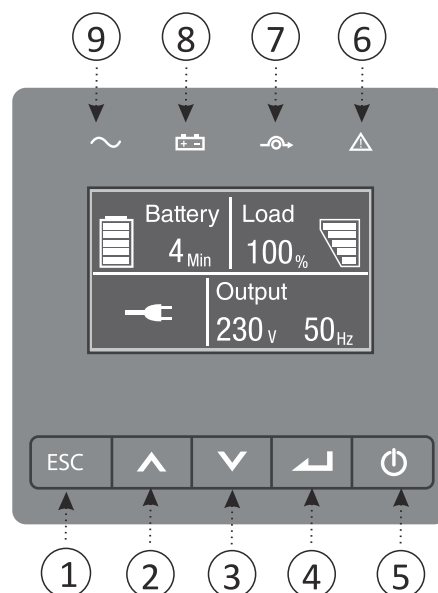 9 8 7 6
Battery Load
4 Min 100 %
Output
230 V 50 Hz
ESC
1 2 3 4 5